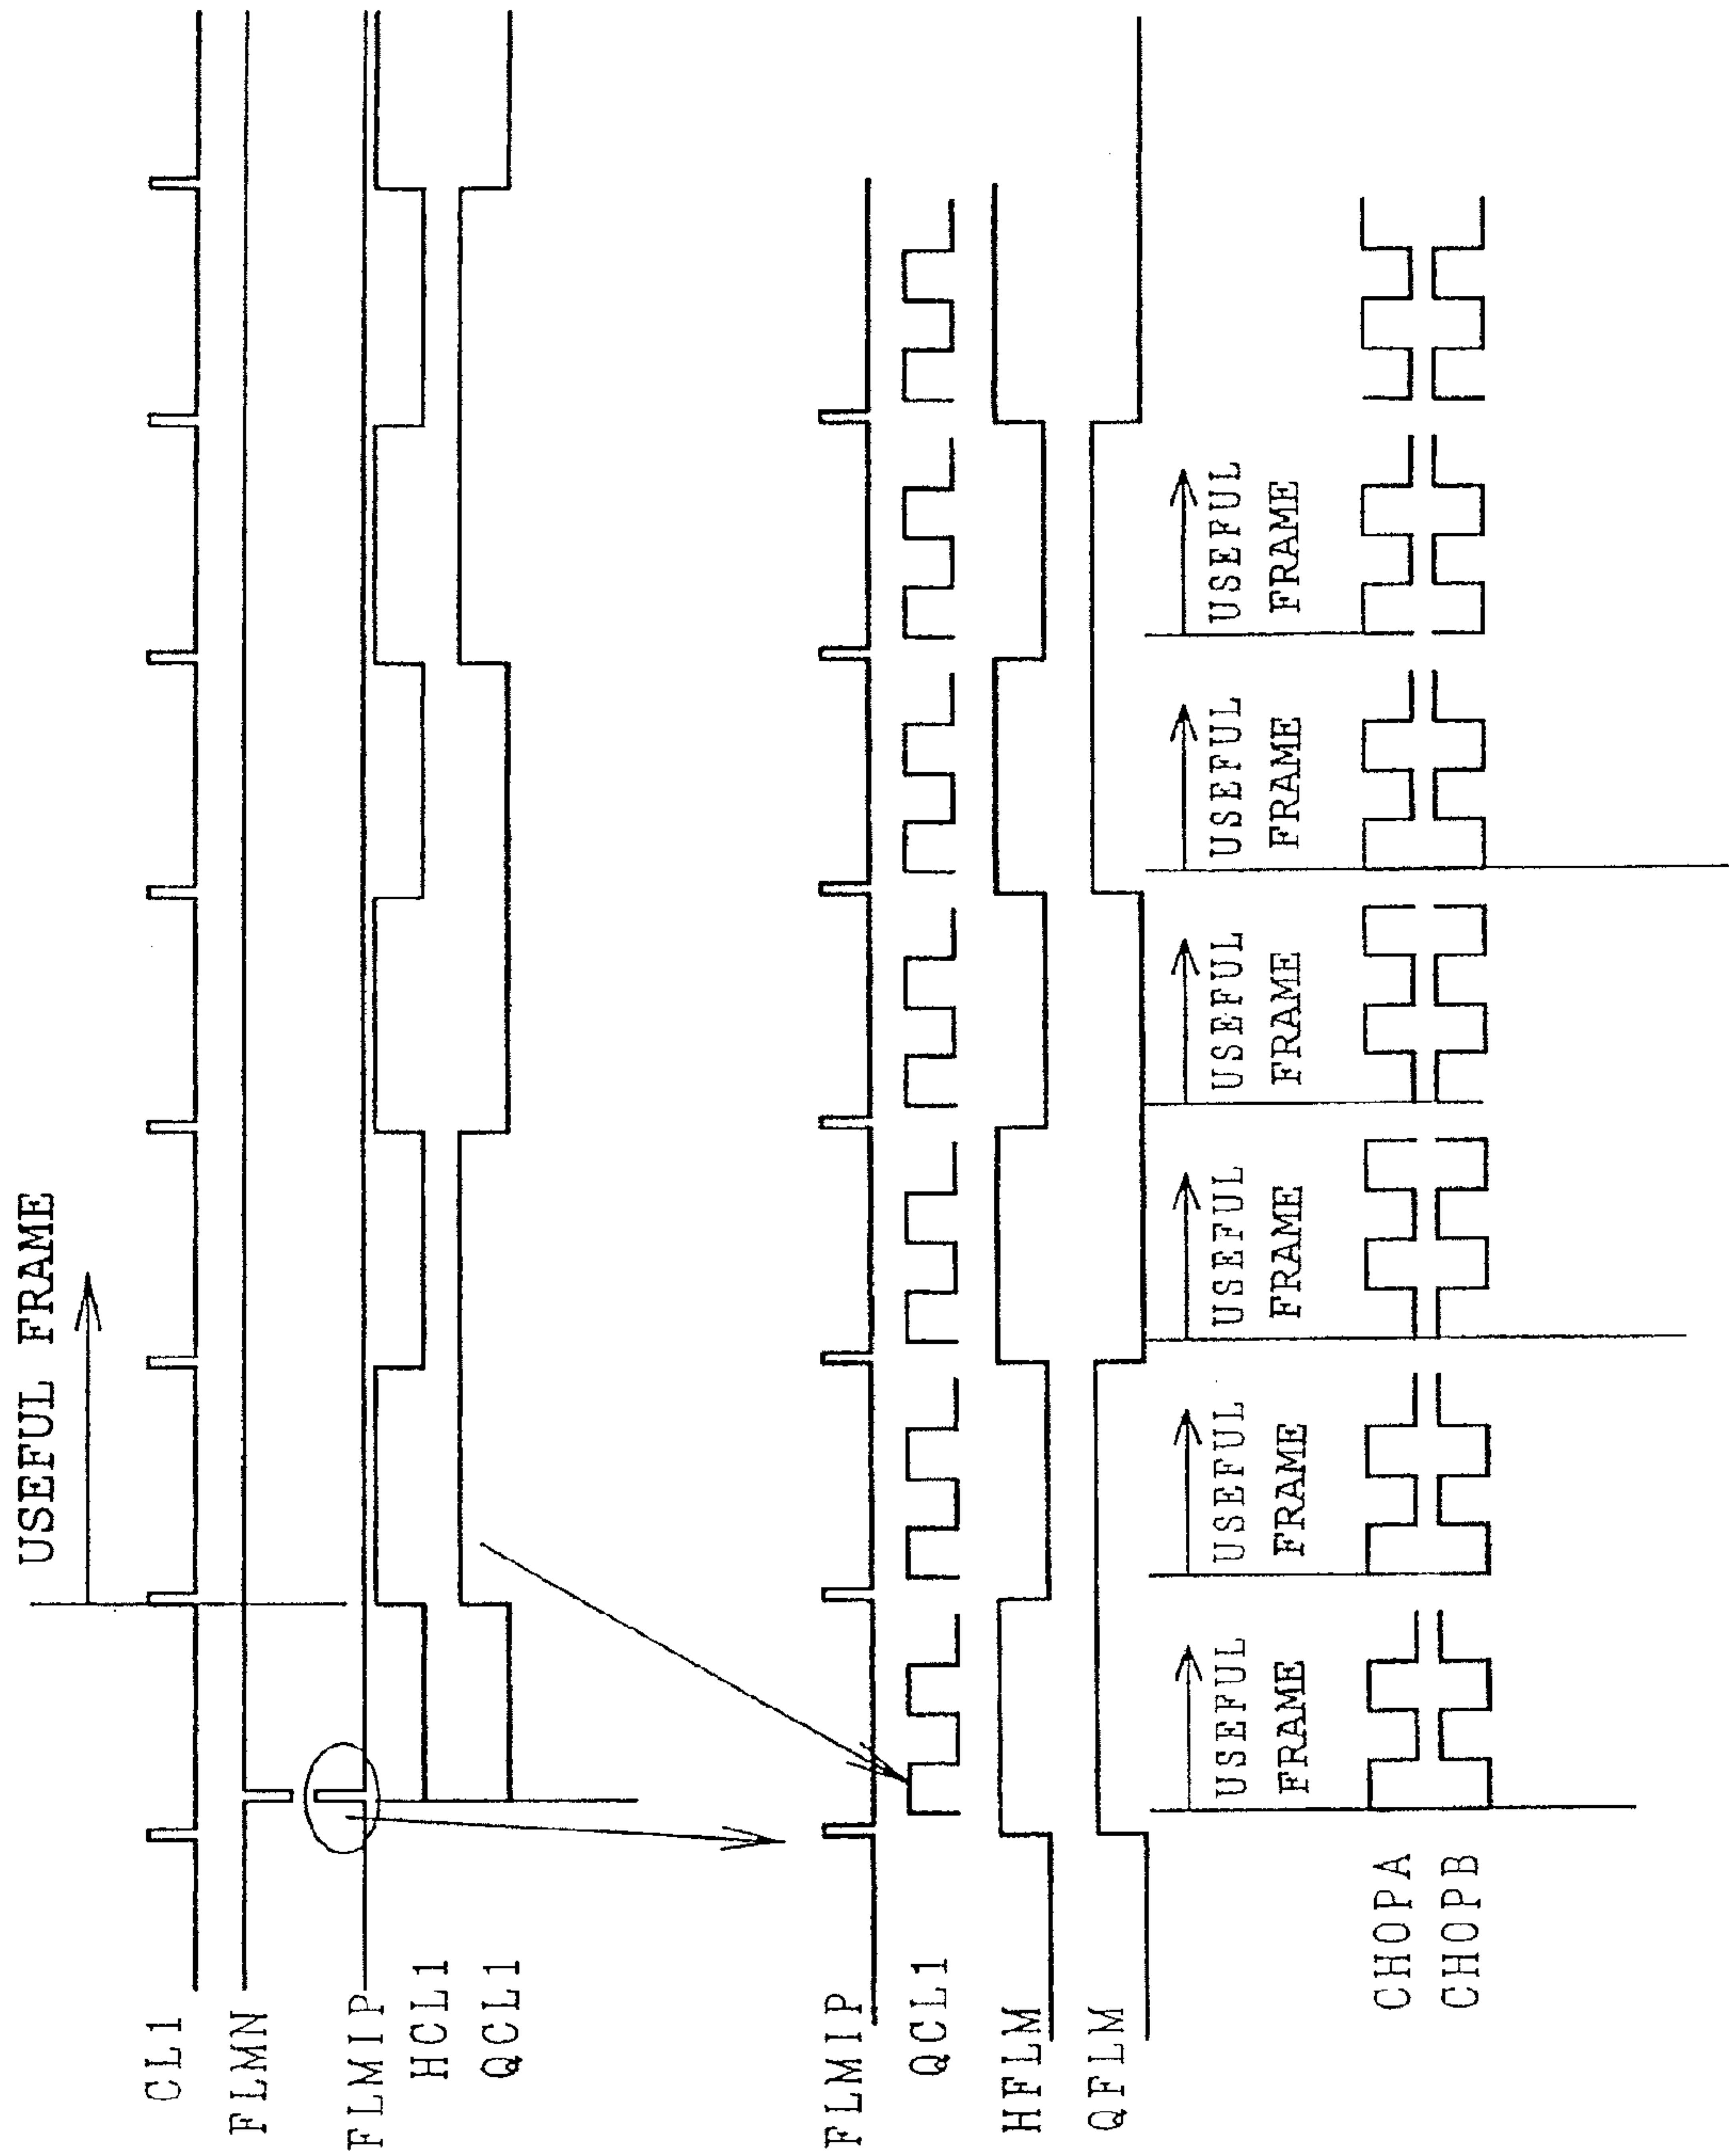 USEFUL FRAME
CL1
FLMN
FLMIP
HCL1
QCL1
FLMIP
QCL1
HFLM
QFLM
USEFUL
FRAME
USEFUL
FRAME
USEFUL
FRAME
USEFUL
FRAME
USEFUL
FRAME
USEFUL
FRAME
CHOPA
CHOPB